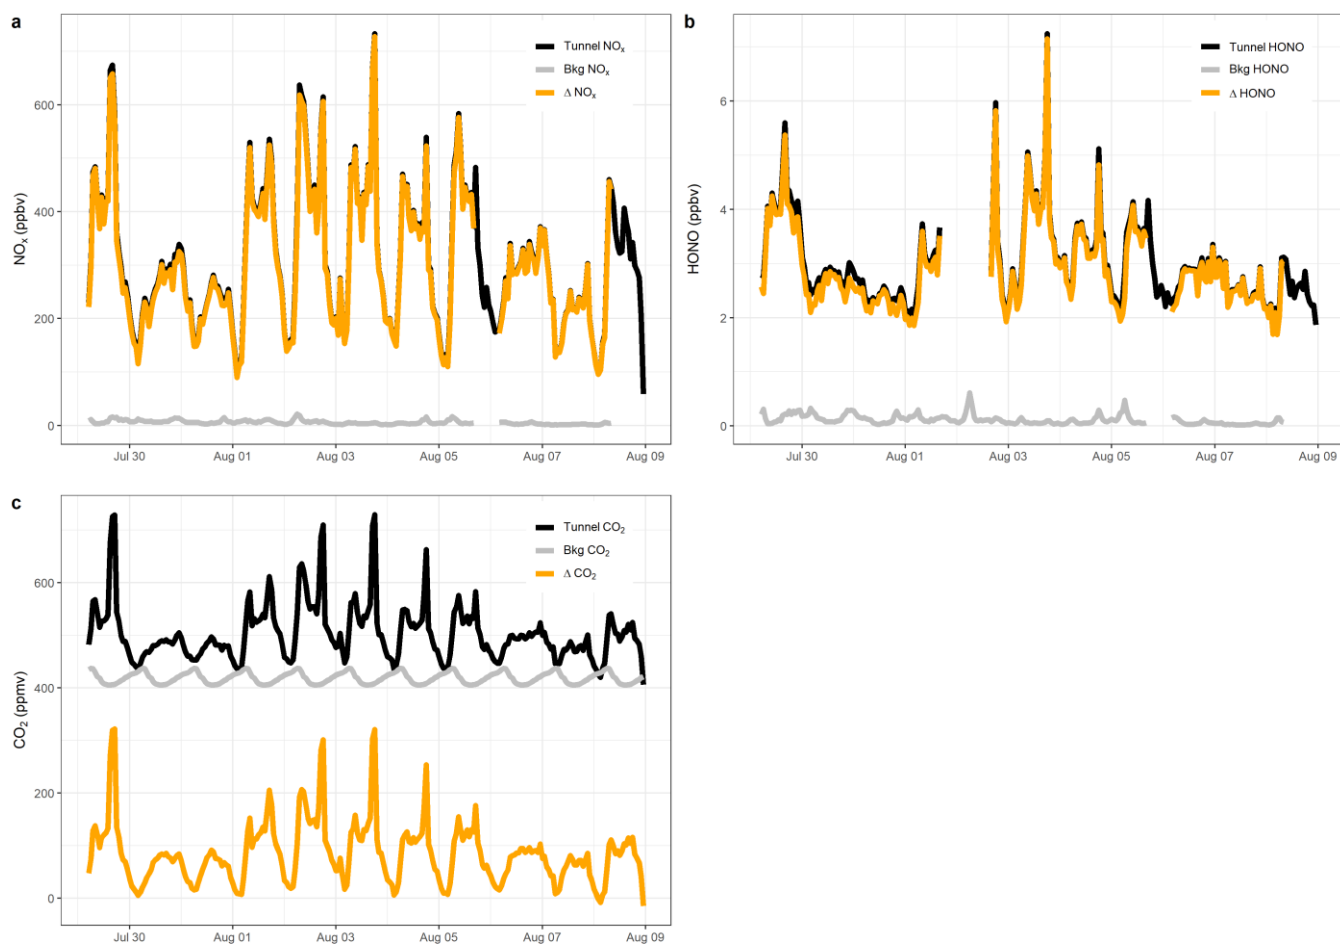 a
Tunnel NOₓ
Bkg NOₓ
Δ NOₓ
600
400
200
0
NOₓ (ppbv)
Jul 30 Aug 01 Aug 03 Aug 05 Aug 07 Aug 09
b
Tunnel HONO
Bkg HONO
Δ HONO
6
4
2
0
HONO (ppbv)
Jul 30 Aug 01 Aug 03 Aug 05 Aug 07 Aug 09
c
Tunnel CO₂
Bkg CO₂
Δ CO₂
600
400
200
0
CO₂ (ppmv)
Jul 30 Aug 01 Aug 03 Aug 05 Aug 07 Aug 09